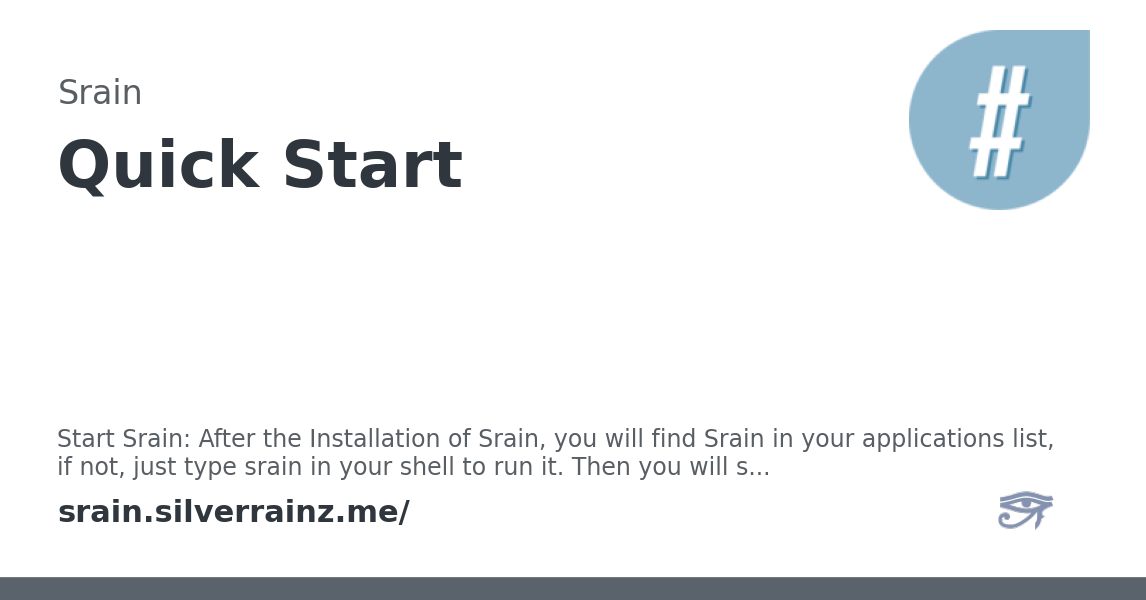 Srain
Quick Start
#
Start Srain: After the Installation of Srain, you will find Srain in your applications list,
if not, just type srain in your shell to run it. Then you will s...
srain.silverrainz.me/